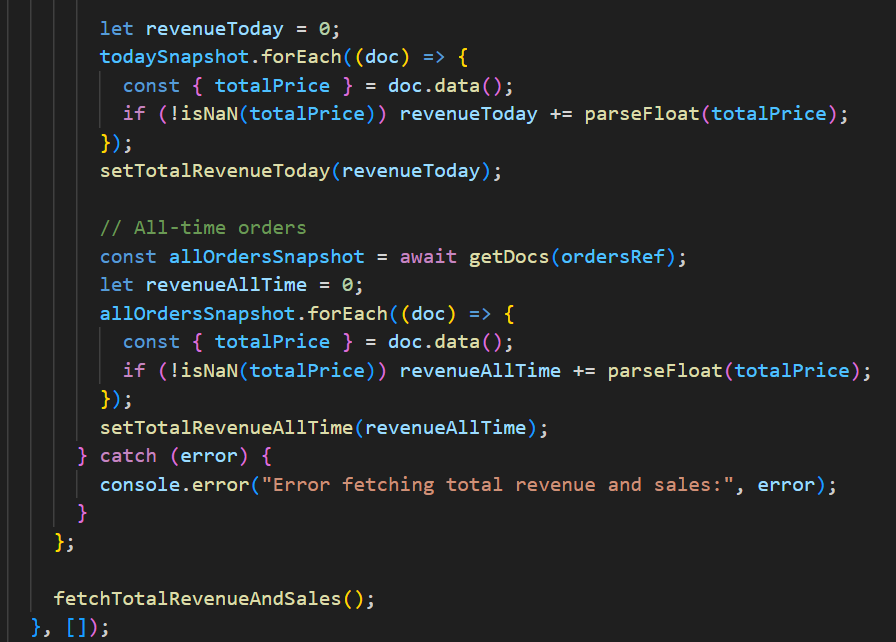 let revenueToday = 0;
todaySnapshot.forEach((doc) => {
const { totalPrice } = doc.data();
if (!isNaN(totalPrice)) revenueToday += parseFloat(totalPrice);
});
setTotalRevenueToday(revenueToday);
// All-time orders
const allOrdersSnapshot = await getDocs(ordersRef);
let revenueAllTime = 0;
allOrdersSnapshot.forEach((doc) => {
const { totalPrice } = doc.data();
if (!isNaN(totalPrice)) revenueAllTime += parseFloat(totalPrice);
});
setTotalRevenueAllTime(revenueAllTime);
} catch (error) {
console.error("Error fetching total revenue and sales:", error);
}
};
fetchTotalRevenueAndSales();
}, []);